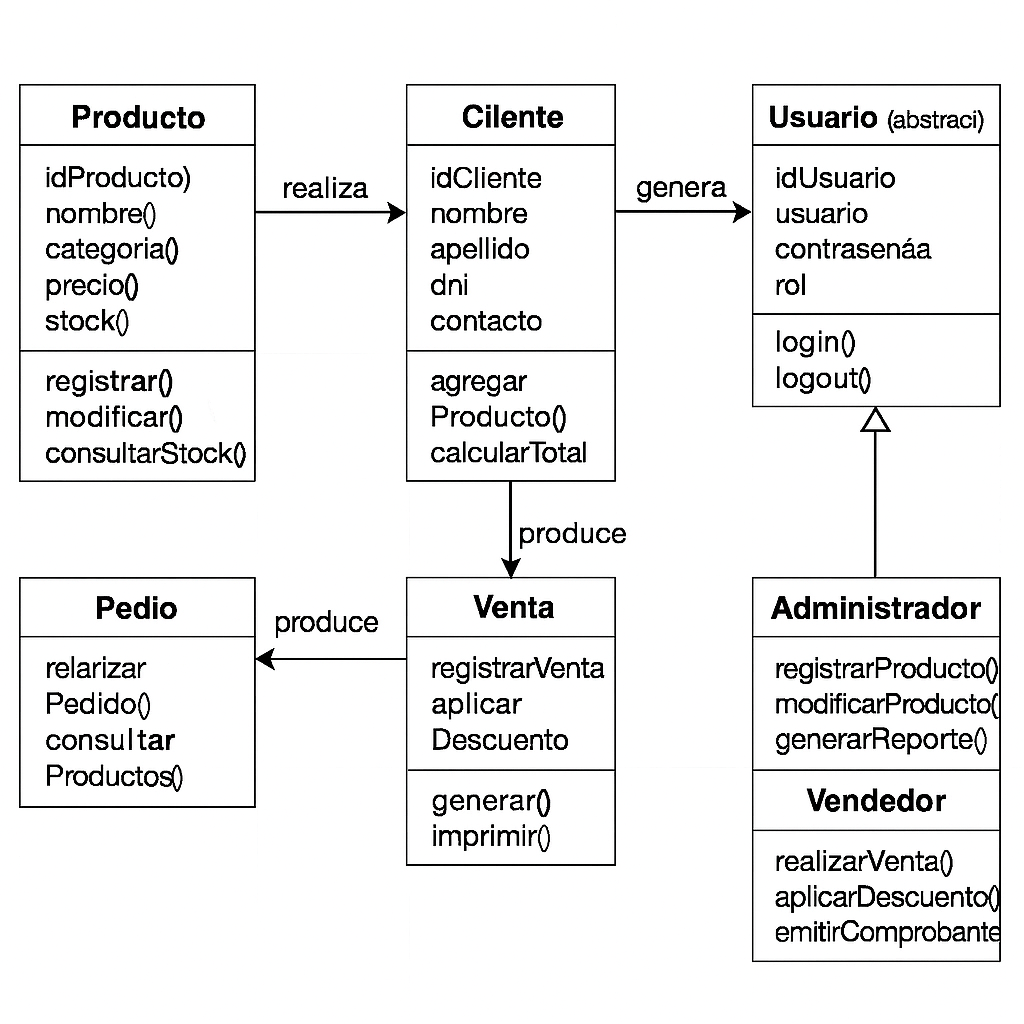 Producto
idProducto)
nombre()
categoria()
precio()
stock()
registrar()
modificar()
consultarStock()
realiza
Cilente
idCliente
nombre
apellido
dni
contacto
agregar
Producto()
calcularTotal
genera
Usuario (abstraci)
idUsuario
usuario
contrasenáa
rol
login()
logout()
produce
Pedio
relarizar
Pedido()
consultar
Productos()
produce
Venta
registrarVenta
aplicar
Descuento
generar()
imprimir()
Administrador
registrarProducto()
modificarProducto(
generarReporte()
Vendedor
realizarVenta()
aplicarDescuento()
emitirComprobante